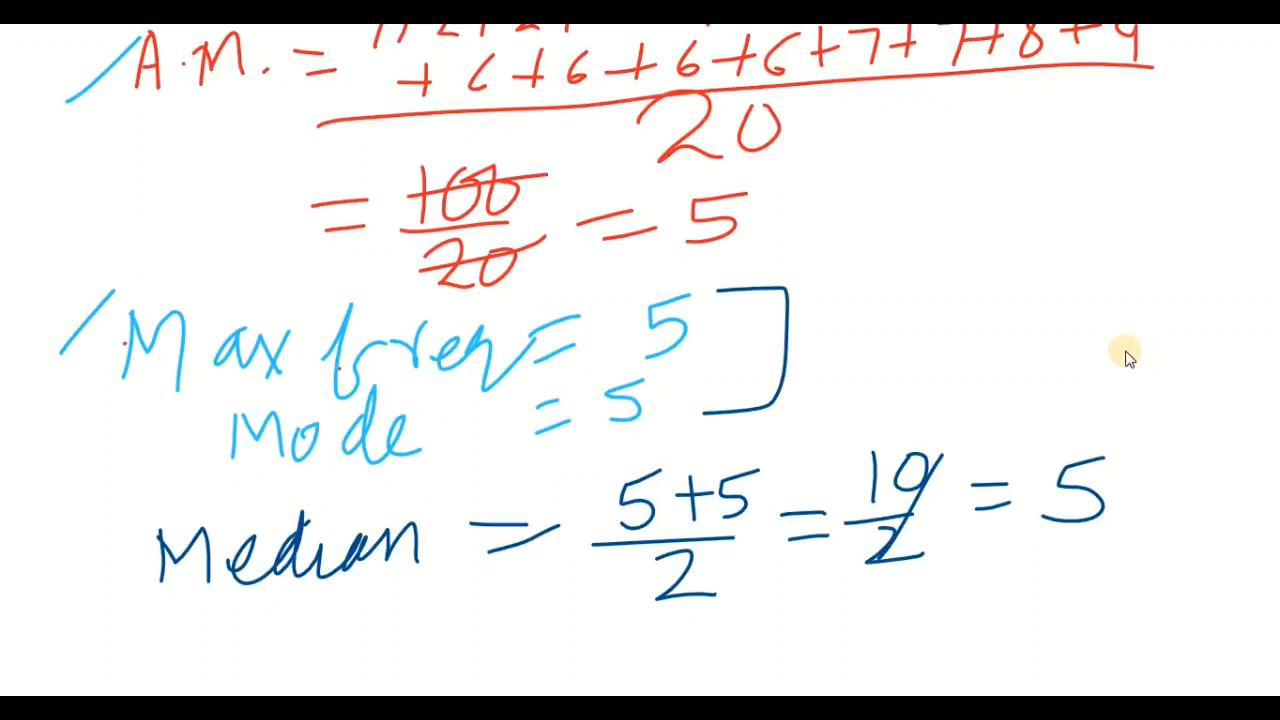 A.M. =
+ 6 + 6 + 6 + 6 + 7 + 7 + 8 + 9
20
= 100/20 = 5
Max freq = 5
Mode = 5
Median = 5+5/2 = 10/2 = 5